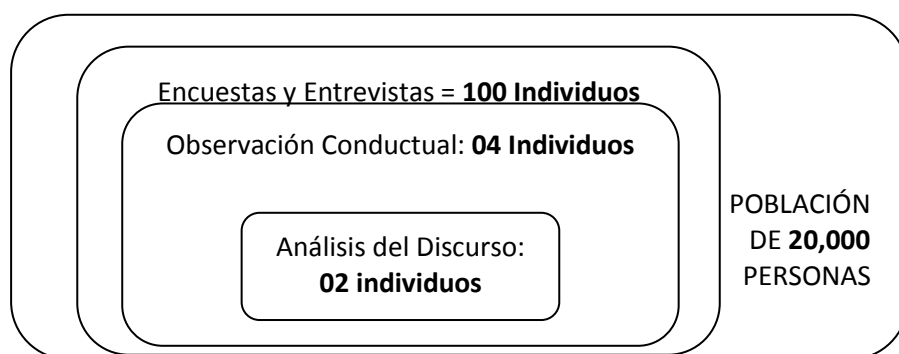 Encuestas y Entrevistas = 100 Individuos
Observación Conductual: 04 Individuos
Análisis del Discurso:
02 individuos
POBLACIÓN
DE 20,000
PERSONAS